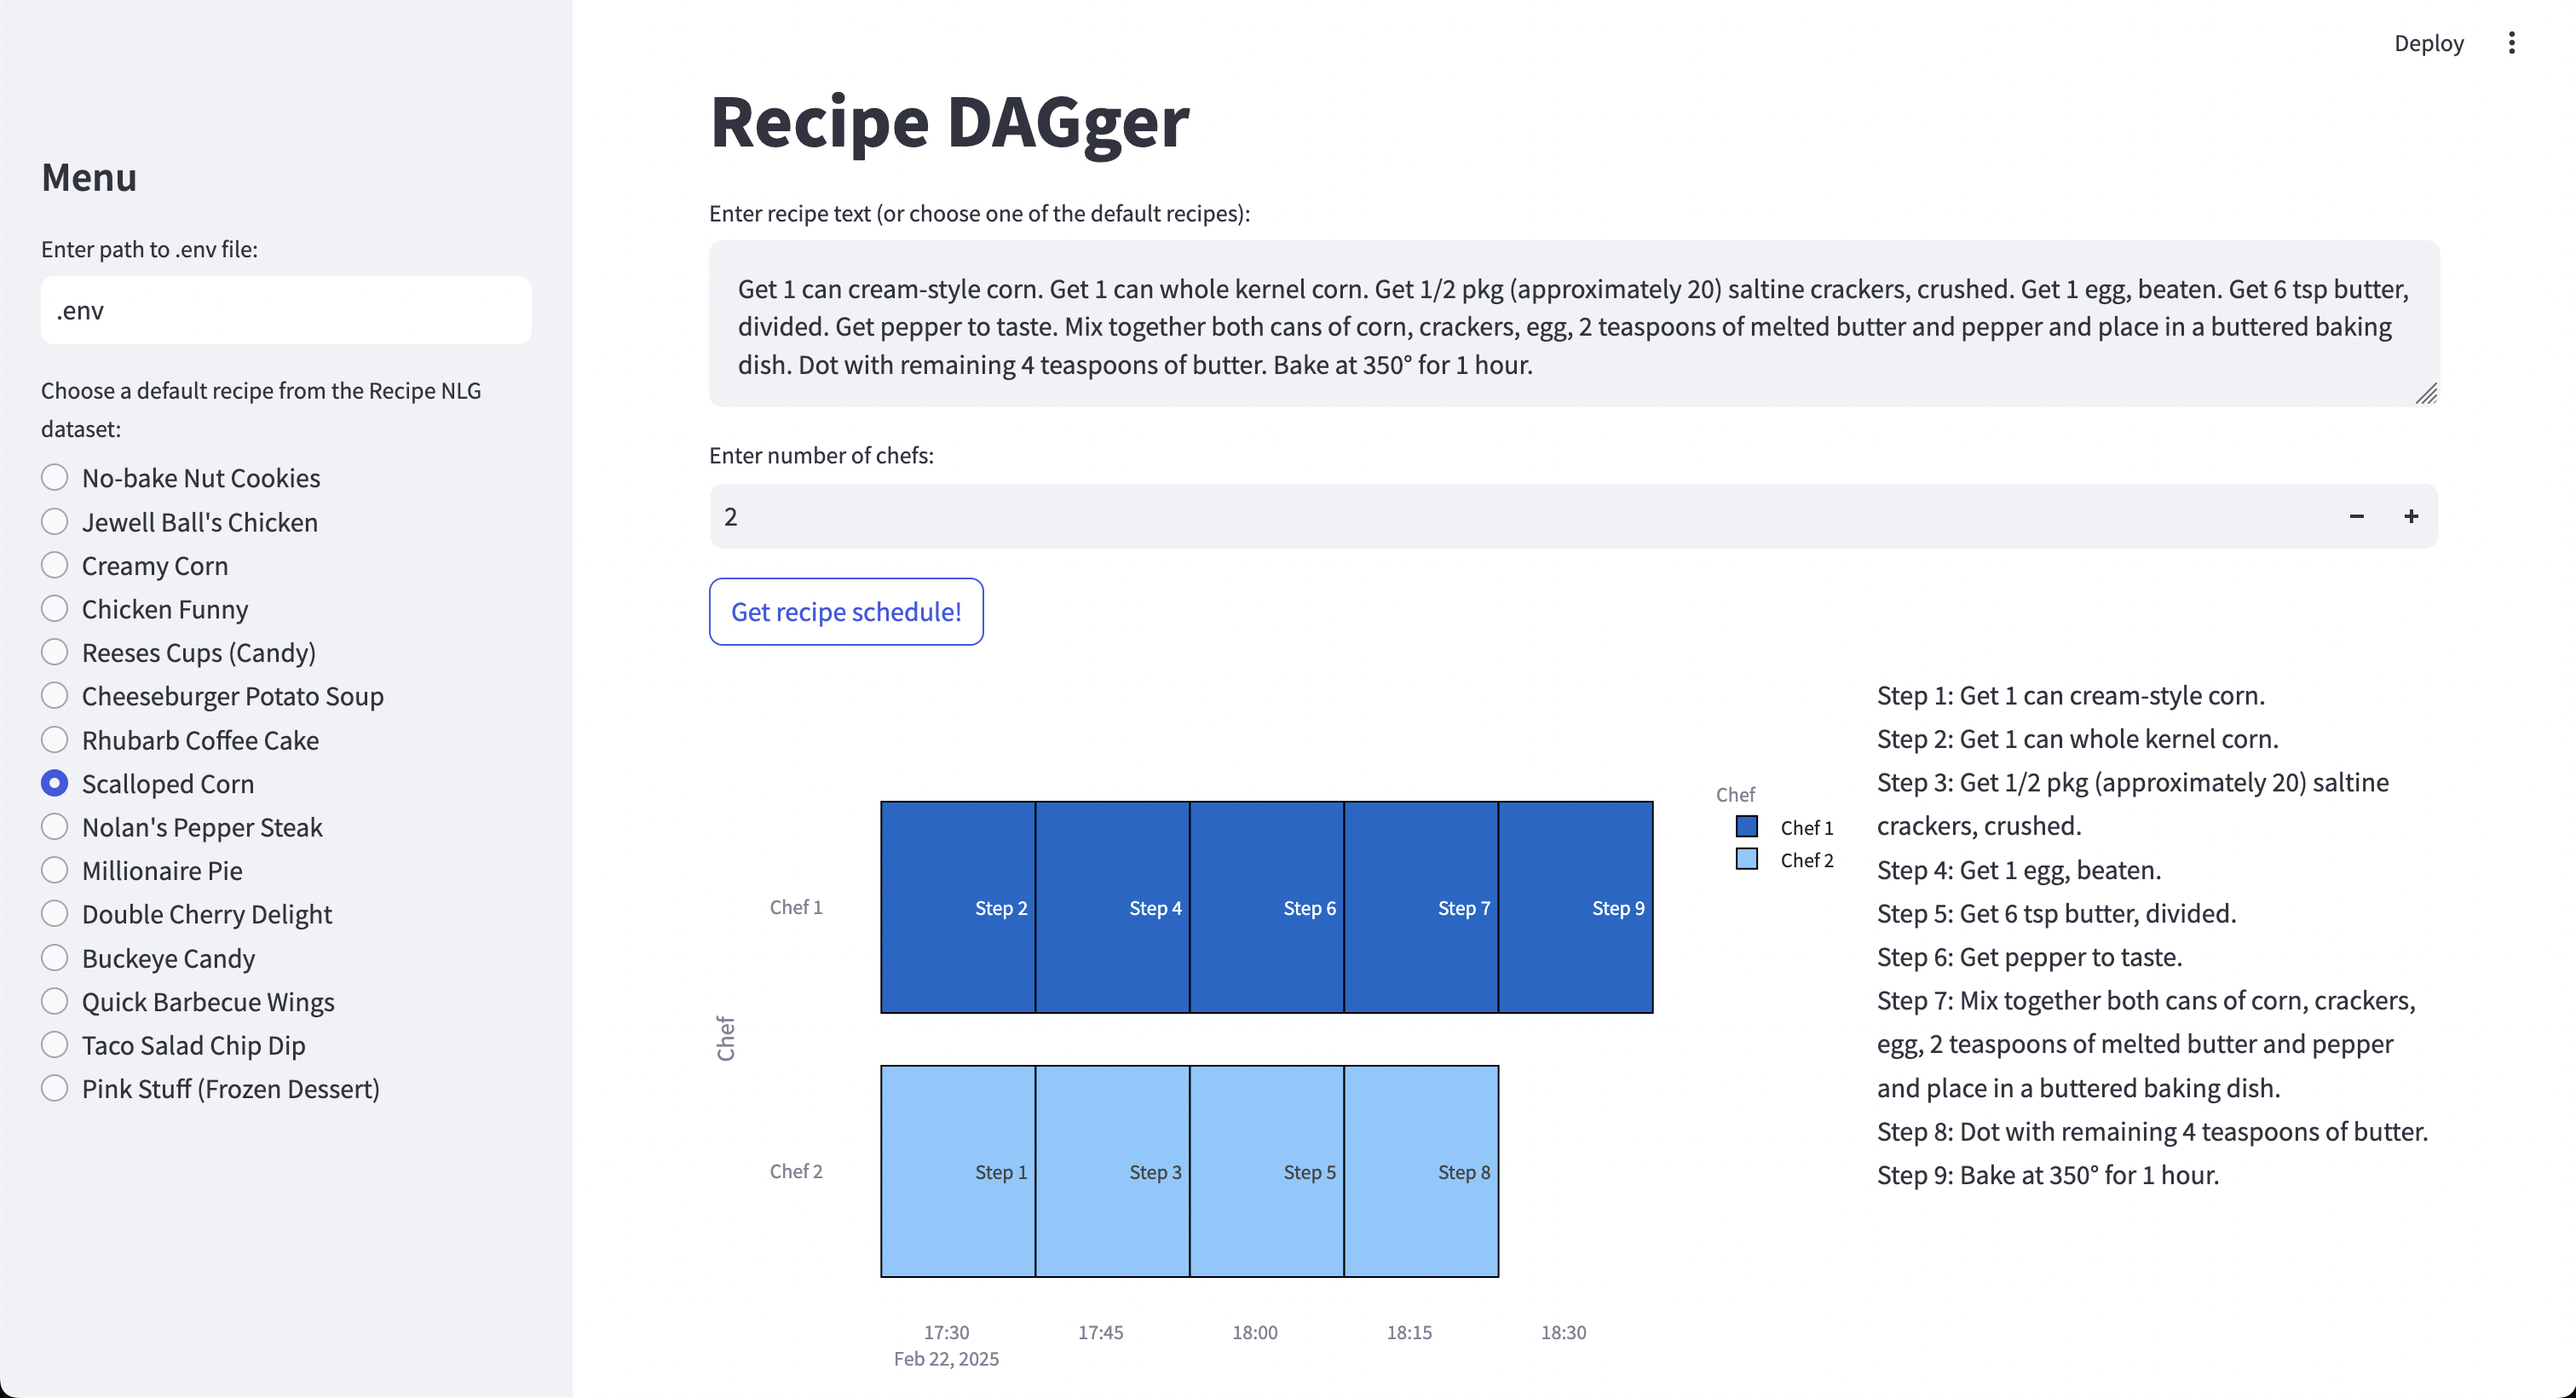 Deploy
Recipe DAGger
Menu
Enter path to .env file:
.env
Choose a default recipe from the Recipe NLG
dataset:
No-bake Nut Cookies
Jewell Ball's Chicken
Creamy Corn
Chicken Funny
Reeses Cups (Candy)
Cheeseburger Potato Soup
Rhubarb Coffee Cake
Scalloped Corn
Nolan's Pepper Steak
Millionaire Pie
Double Cherry Delight
Buckeye Candy
Quick Barbecue Wings
Taco Salad Chip Dip
Pink Stuff (Frozen Dessert)
Enter recipe text (or choose one of the default recipes):
Get 1 can cream-style corn. Get 1 can whole kernel corn. Get 1/2 pkg (approximately 20) saltine crackers, crushed. Get 1 egg, beaten. Get 6 tsp butter,
divided. Get pepper to taste. Mix together both cans of corn, crackers, egg, 2 teaspoons of melted butter and pepper and place in a buttered baking
dish. Dot with remaining 4 teaspoons of butter. Bake at 350° for 1 hour.
Enter number of chefs:
2
Get recipe schedule!
Chef
Chef 1
Chef 2
Chef 1
Step 2
Step 4
Step 6
Step 7
Step 9
Chef
Chef 2
Step 1
Step 3
Step 5
Step 8
17:30
17:45
18:00
18:15
18:30
Feb 22, 2025
Step 1: Get 1 can cream-style corn.
Step 2: Get 1 can whole kernel corn.
Step 3: Get 1/2 pkg (approximately 20) saltine
crackers, crushed.
Step 4: Get 1 egg, beaten.
Step 5: Get 6 tsp butter, divided.
Step 6: Get pepper to taste.
Step 7: Mix together both cans of corn, crackers,
egg, 2 teaspoons of melted butter and pepper
and place in a buttered baking dish.
Step 8: Dot with remaining 4 teaspoons of butter.
Step 9: Bake at 350° for 1 hour.